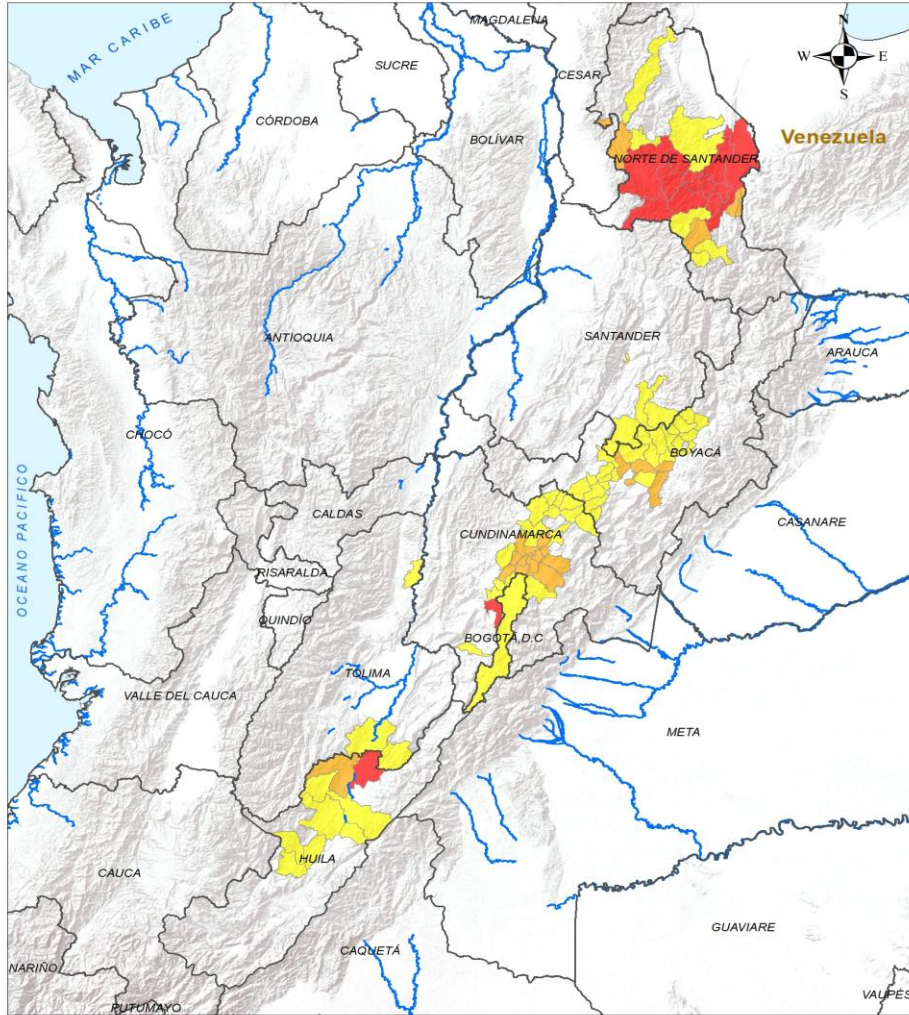 MAGDALENA
MAR CARIBE
N
W E
S
SUCRE
CESAR
CÓRDOBA
BOLÍVAR
Venezuela
NORTE DE SANTANDER
ANTIOQUIA
SANTANDER
ARAUCA
CHOCÓ
BOYACÁ
OCEANO PACIFICO
CALDAS
CASANARE
CUNDINAMARCA
RISARALDA
QUINDÍO
BOGOTÁ, D.C
TOLIMA
VALLE DEL CAUCA
META
HUILA
CAUCA
GUAVIARE
CAQUETÁ
NARIÑO
VAUPÉS
PUTUMAYO